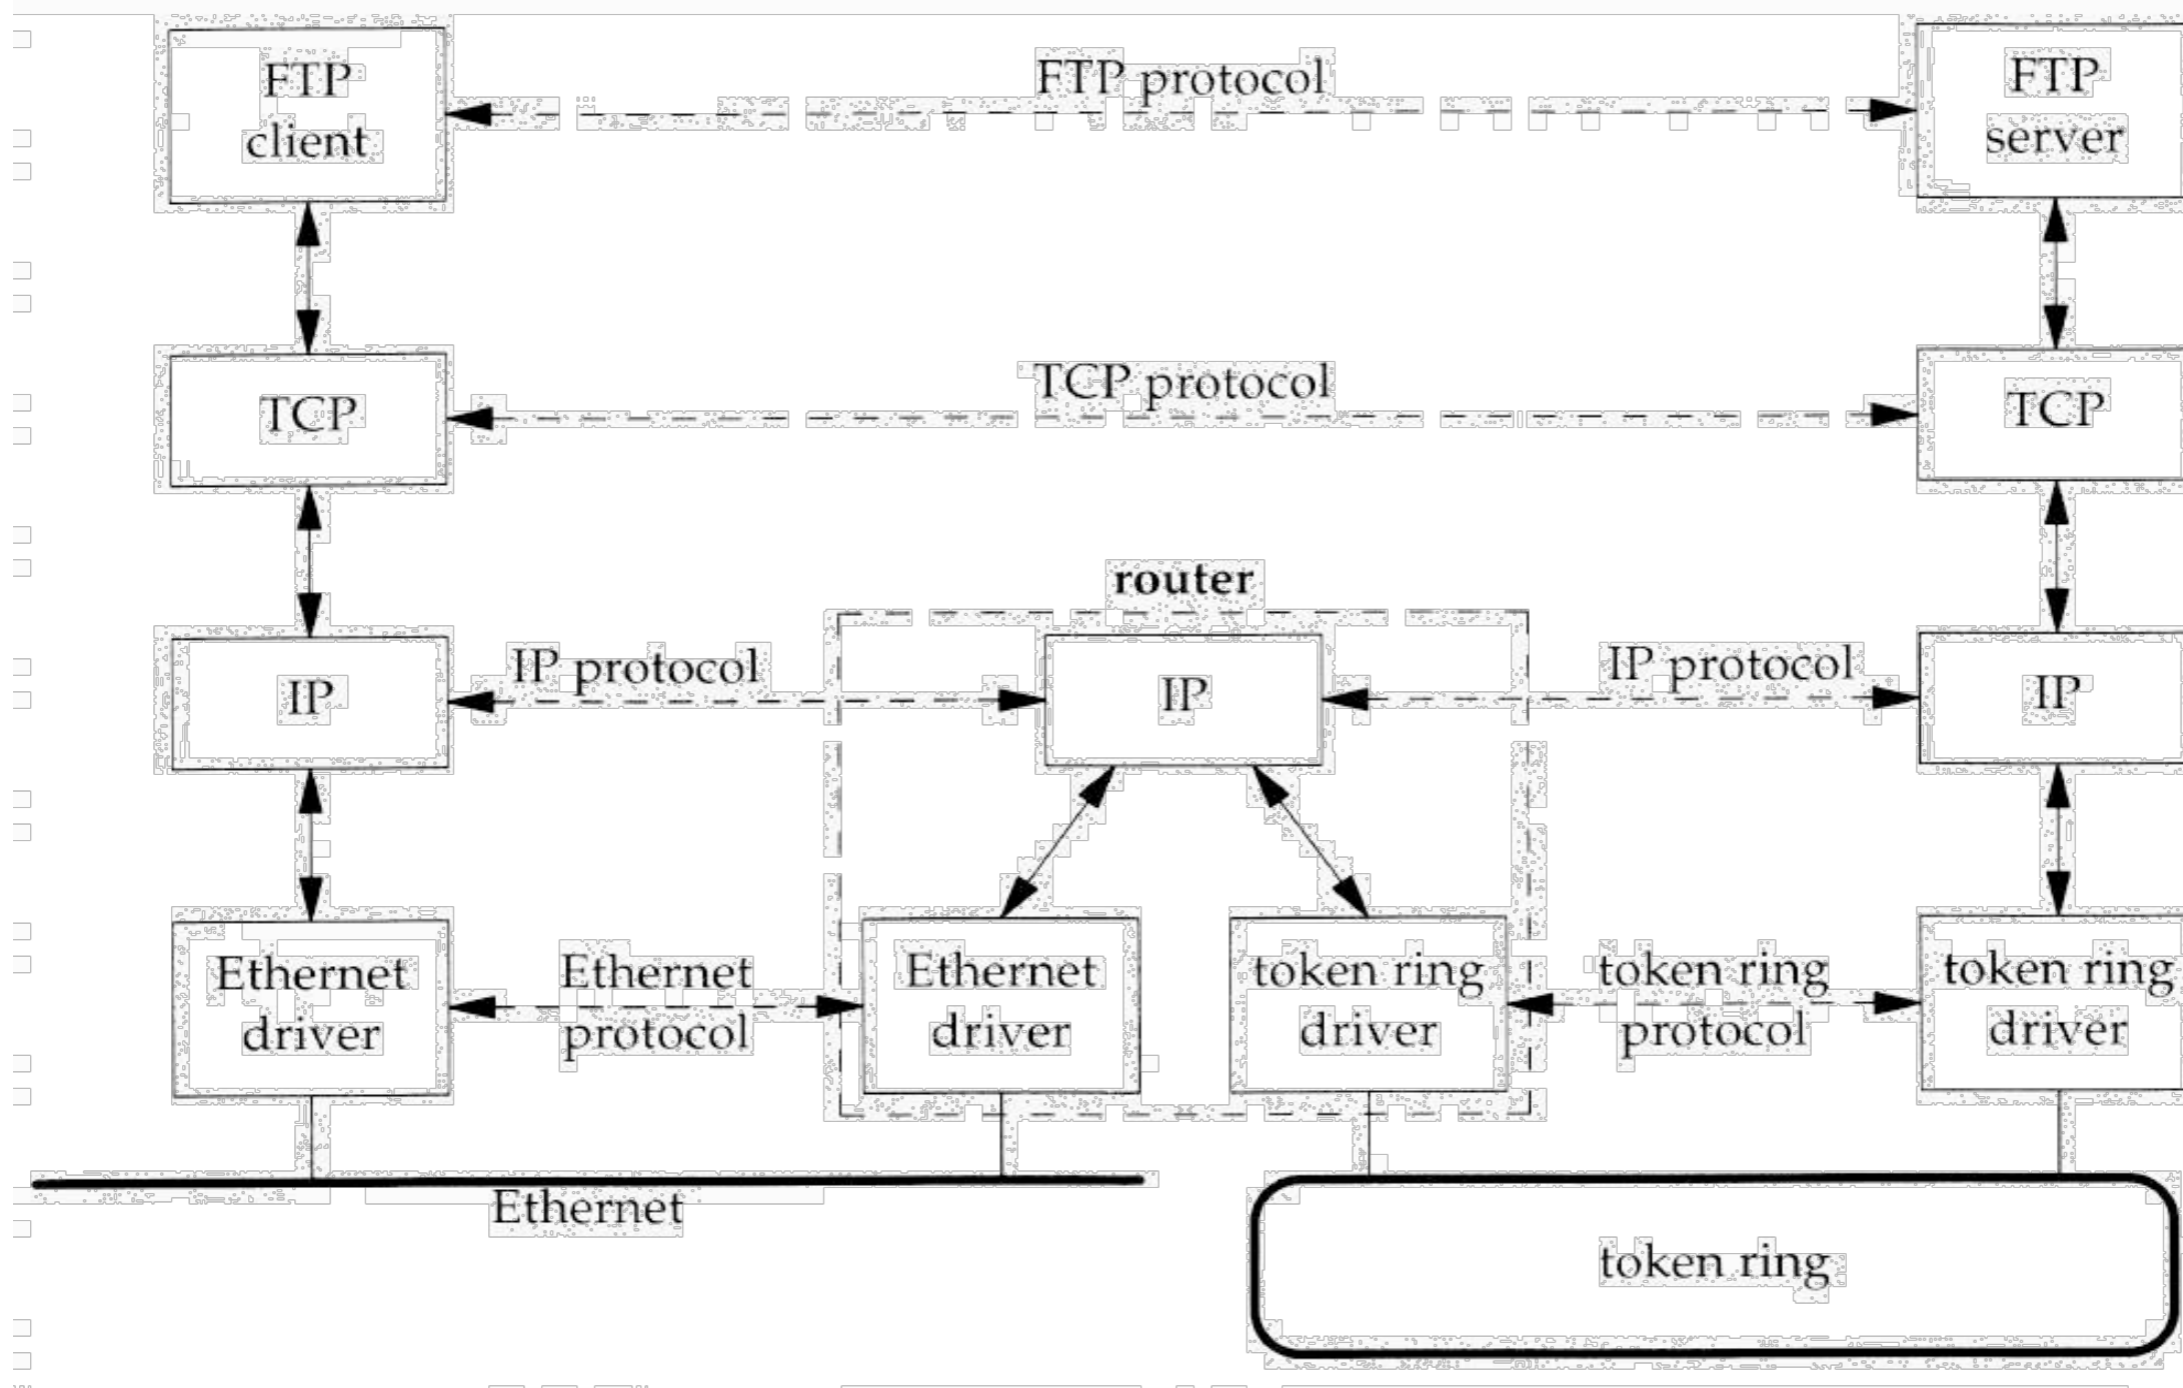 FTP
client
FTP protocol
FTP
server
TCP
TCP protocol
TCP
router
IP
IP protocol
IP
IP protocol
IP
Ethernet
driver
Ethernet
protocol
Ethernet
driver
token ring
driver
token ring
protocol
token ring
driver
Ethernet
token ring